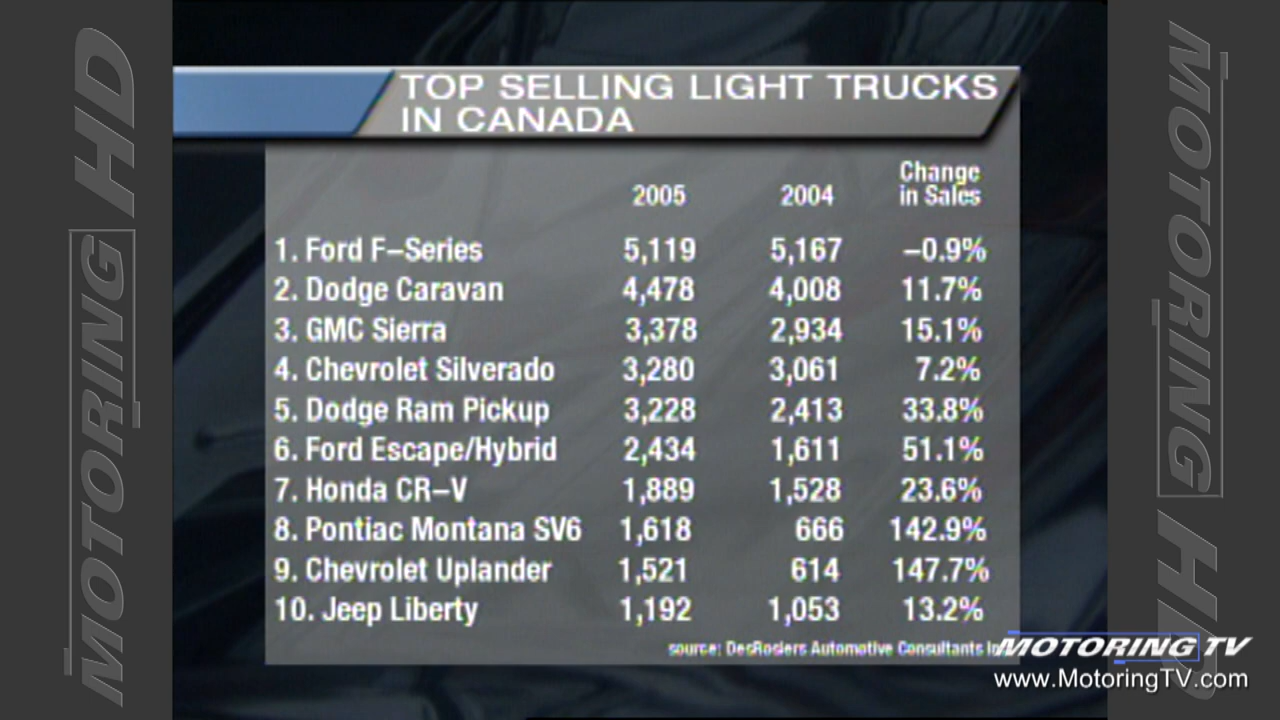 TOP SELLING LIGHT TRUCKS
IN CANADA
Change
2005 2004 in Sales
1. Ford F–Series 5,119 5,167 –0.9%
2. Dodge Caravan 4,478 4,008 11.7%
3. GMC Sierra 3,378 2,934 15.1%
4. Chevrolet Silverado 3,280 3,061 7.2%
5. Dodge Ram Pickup 3,228 2,413 33.8%
6. Ford Escape/Hybrid 2,434 1,611 51.1%
7. Honda CR–V 1,889 1,528 23.6%
8. Pontiac Montana SV6 1,618 666 142.9%
9. Chevrolet Uplander 1,521 614 147.7%
10. Jeep Liberty 1,192 1,053 13.2%
source: DesRosiers Automotive Consultants
MOTORING TV
www.MotoringTV.com
MOTORING HD
MOTORING HD